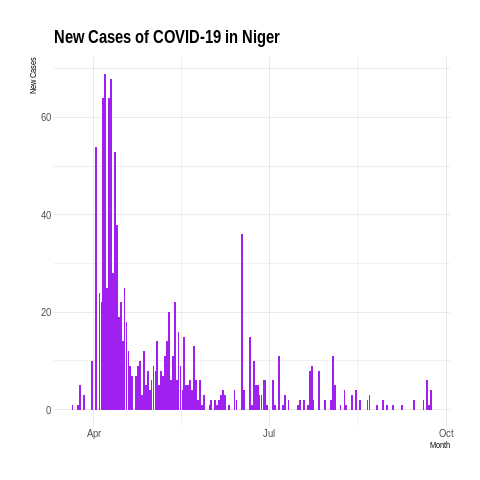 New Cases of COVID-19 in Niger
New Cases
60
40
20
0
Apr
Jul
Oct
Month